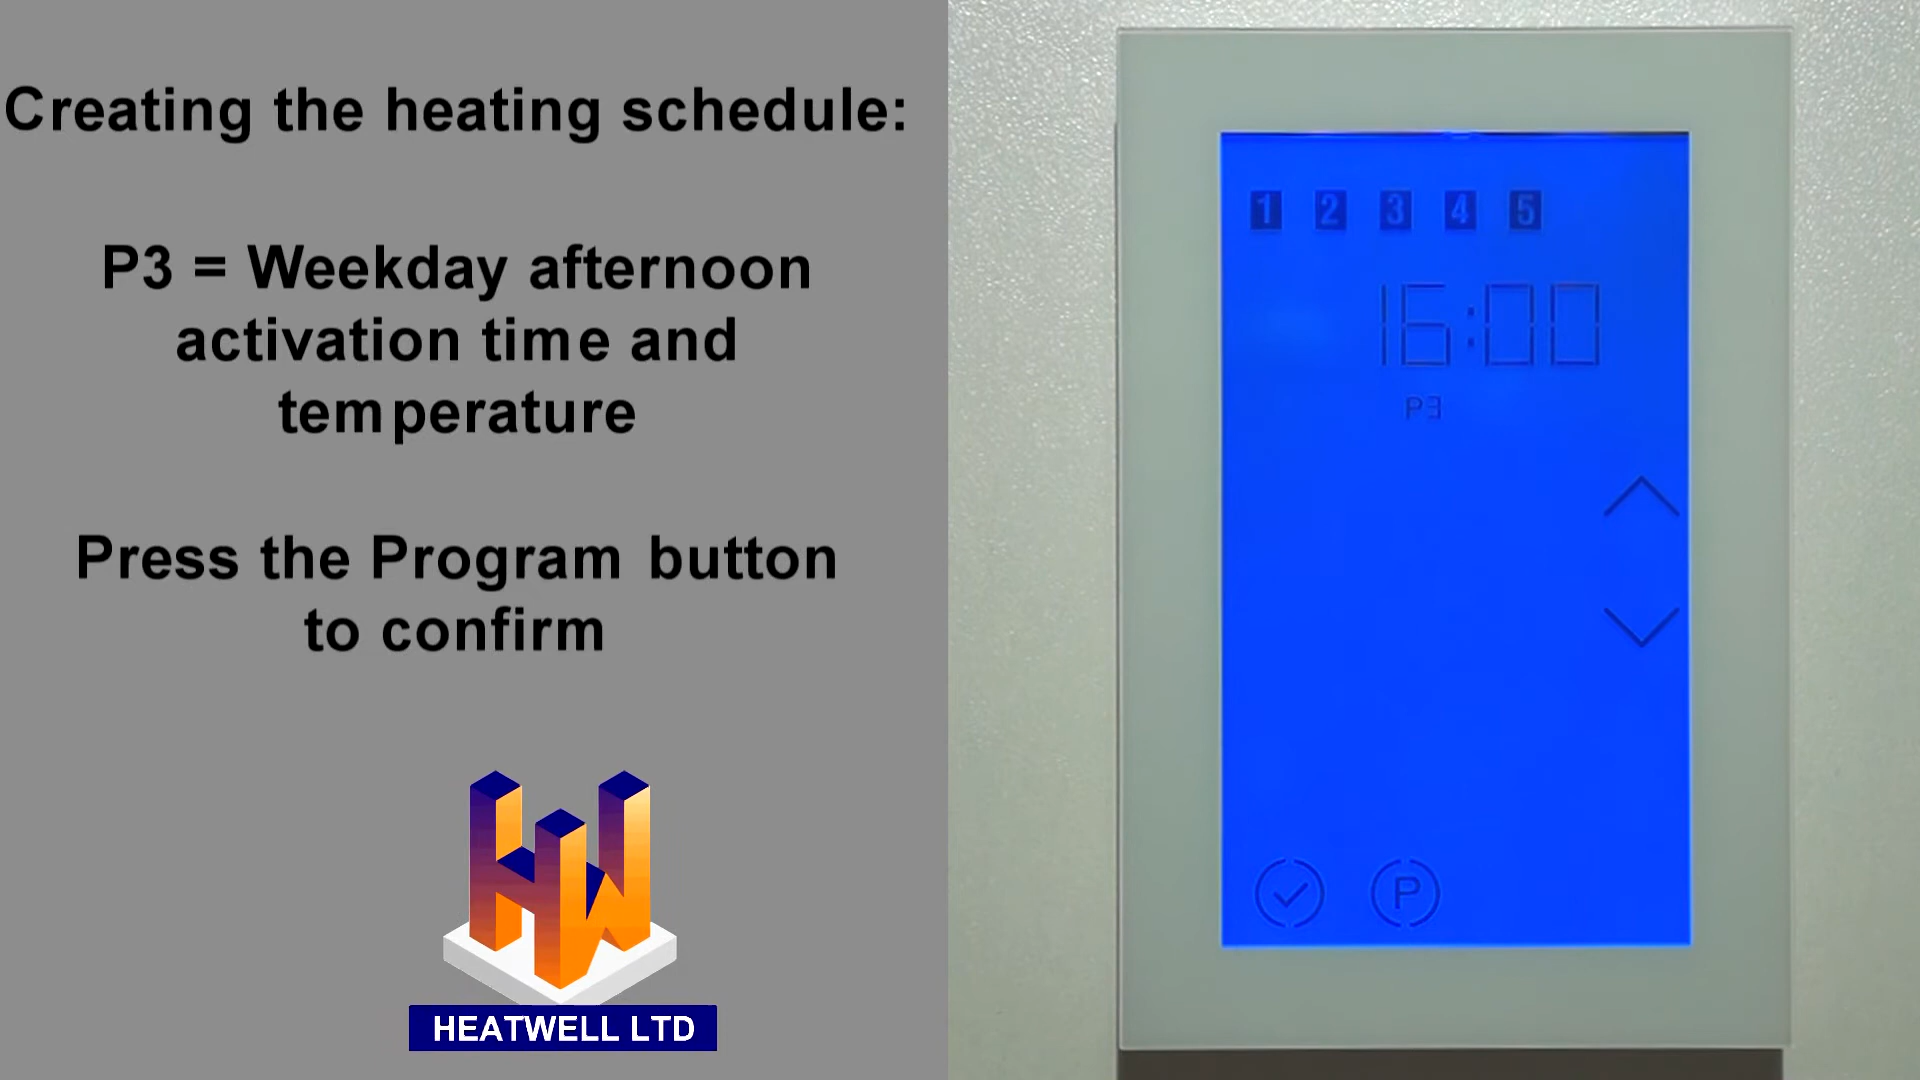 Creating the heating schedule:
P3 = Weekday afternoon
activation time and
temperature
Press the Program button
to confirm
HW
HEATWELL LTD
1 2 3 4 5
16:00
P3
P